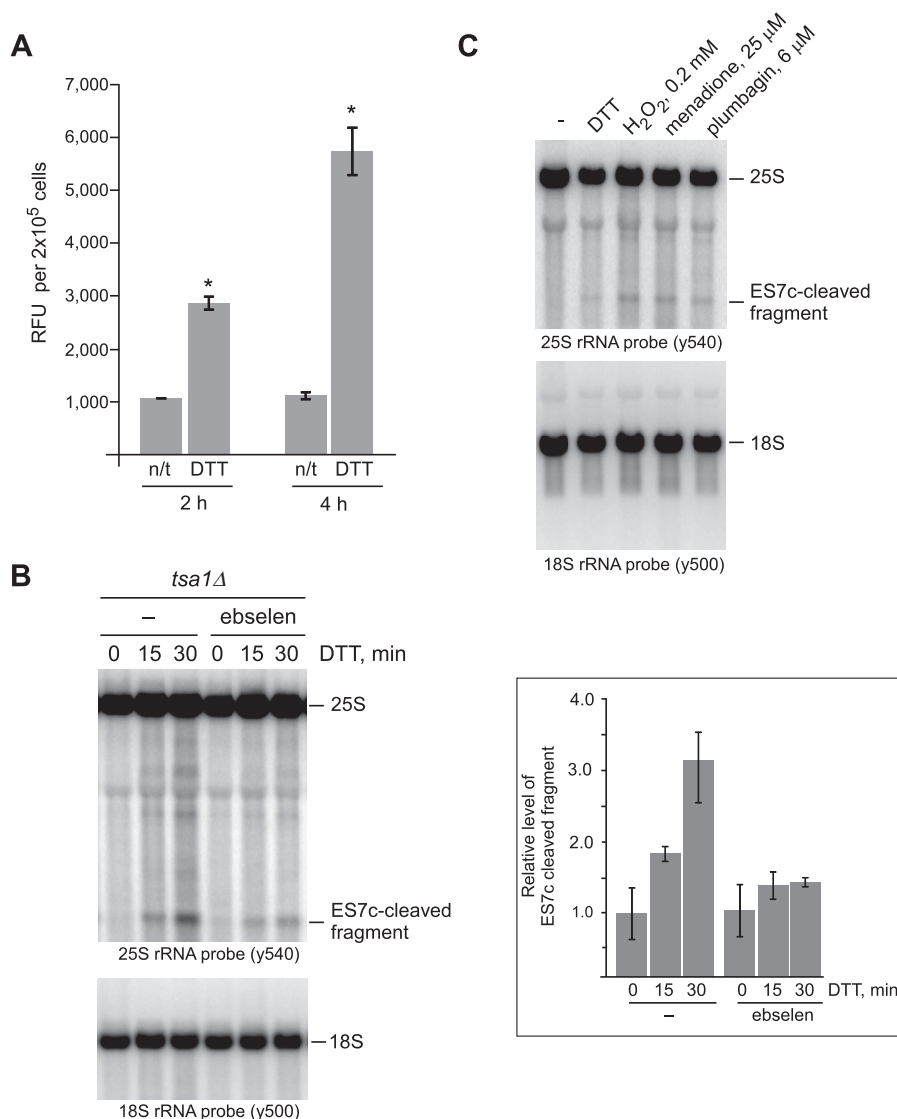 A
7,000
6,000
5,000
4,000
3,000
2,000
1,000
RFU per 2x10⁵ cells
*
*
n/t DTT n/t DTT
2 h 4 h
C
- DTT H₂O₂, 0.2 mM menadione, 25 µM plumbagin, 6 µM
25S
ES7c-cleaved
fragment
25S rRNA probe (y540)
18S
18S rRNA probe (y500)
B
tsa1Δ
– ebselen
0 15 30 0 15 30 DTT, min
25S
ES7c-cleaved
fragment
25S rRNA probe (y540)
18S
18S rRNA probe (y500)
4.0
3.0
2.0
1.0
Relative level of
ES7c cleaved fragment
0 15 30 0 15 30 DTT, min
– ebselen